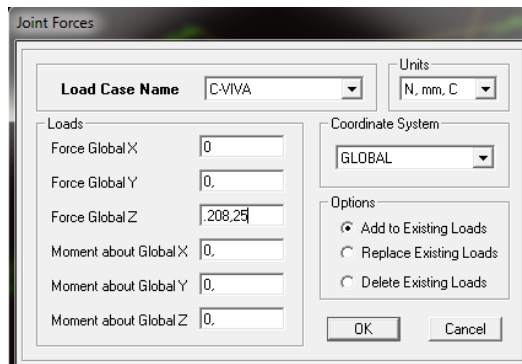 Joint Forces
Load Case Name C-VIVA
Units
N, mm, C
Loads
Force Global X 0
Force Global Y 0,
Force Global Z .208,25
Moment about Global X 0,
Moment about Global Y 0,
Moment about Global Z 0,
Coordinate System
GLOBAL
Options
Add to Existing Loads
Replace Existing Loads
Delete Existing Loads
OK Cancel